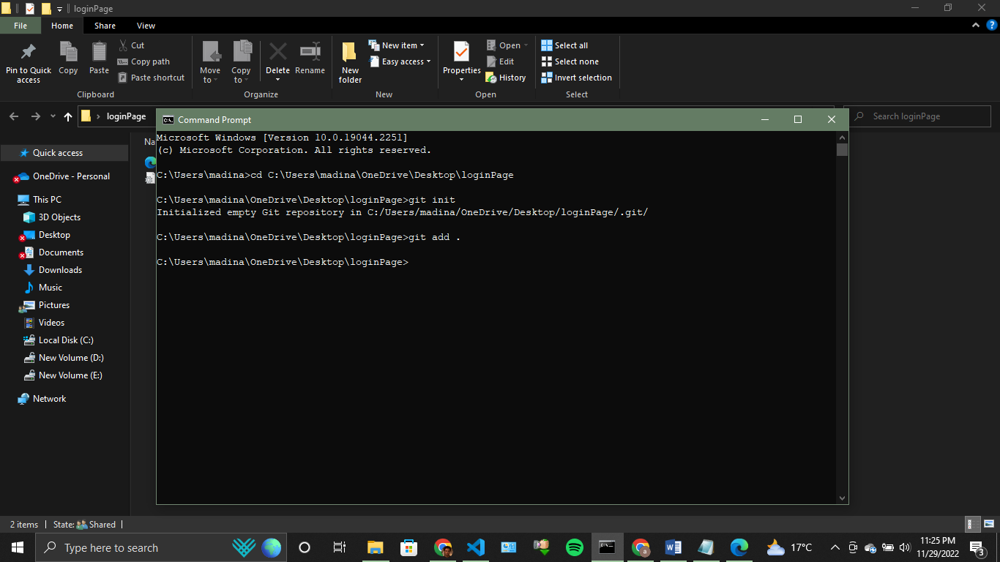 loginPage
File Home Share View
Pin to Quick access
Copy
Paste
Cut
Copy path
Paste shortcut
Clipboard
Move to
Copy to
Delete
Rename
Organize
New folder
New item
Easy access
New
Properties
Open
Edit
History
Open
Select all
Select none
Invert selection
Select
loginPage
Search loginPage
Na
Quick access
OneDrive - Personal
This PC
3D Objects
Desktop
Documents
Downloads
Music
Pictures
Videos
Local Disk (C:)
New Volume (D:)
New Volume (E:)
Network
Command Prompt
Microsoft Windows [Version 10.0.19044.2251]
(c) Microsoft Corporation. All rights reserved.
C:\Users\madina>cd C:\Users\madina\OneDrive\Desktop\loginPage
C:\Users\madina\OneDrive\Desktop\loginPage>git init
Initialized empty Git repository in C:/Users/madina/OneDrive/Desktop/loginPage/.git/
C:\Users\madina\OneDrive\Desktop\loginPage>git add .
C:\Users\madina\OneDrive\Desktop\loginPage>
2 items State: Shared
Type here to search
17°C
11:25 PM
11/29/2022
3